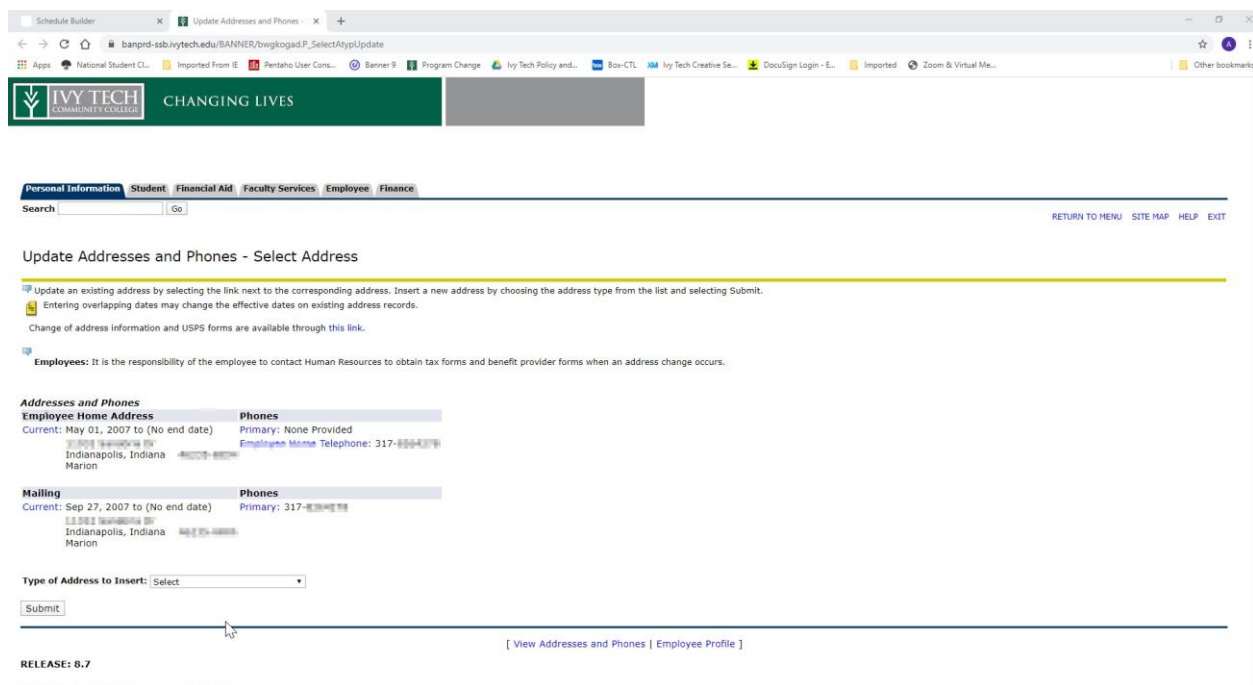 Schedule Builder Update Addresses and Phones -
banprd-ssb.ivytech.edu/BANNER/bwgkogad.P_SelectAtypUpdate A
Apps National Student Cl... Imported From IE Pentaho User Cons... Banner 9 Program Change Ivy Tech Policy and... Box-CTL Ivy Tech Creative Se... DocuSign Login - E... Imported Zoom & Virtual Me... Other bookmarks
IVY TECH
COMMUNITY COLLEGE
CHANGING LIVES
Personal Information Student Financial Aid Faculty Services Employee Finance
Search Go
RETURN TO MENU SITE MAP HELP EXIT
Update Addresses and Phones - Select Address
Update an existing address by selecting the link next to the corresponding address. Insert a new address by choosing the address type from the list and selecting Submit.
Entering overlapping dates may change the effective dates on existing address records.
Change of address information and USPS forms are available through this link.
Employees: It is the responsibility of the employee to contact Human Resources to obtain tax forms and benefit provider forms when an address change occurs.
Addresses and Phones
Employee Home Address Phones
Current: May 01, 2007 to (No end date) Primary: None Provided
Employee Home Telephone: 317-
Indianapolis, Indiana
Marion
Mailing Phones
Current: Sep 27, 2007 to (No end date) Primary: 317-
Indianapolis, Indiana
Marion
Type of Address to Insert: Select
Submit
[ View Addresses and Phones | Employee Profile ]
RELEASE: 8.7